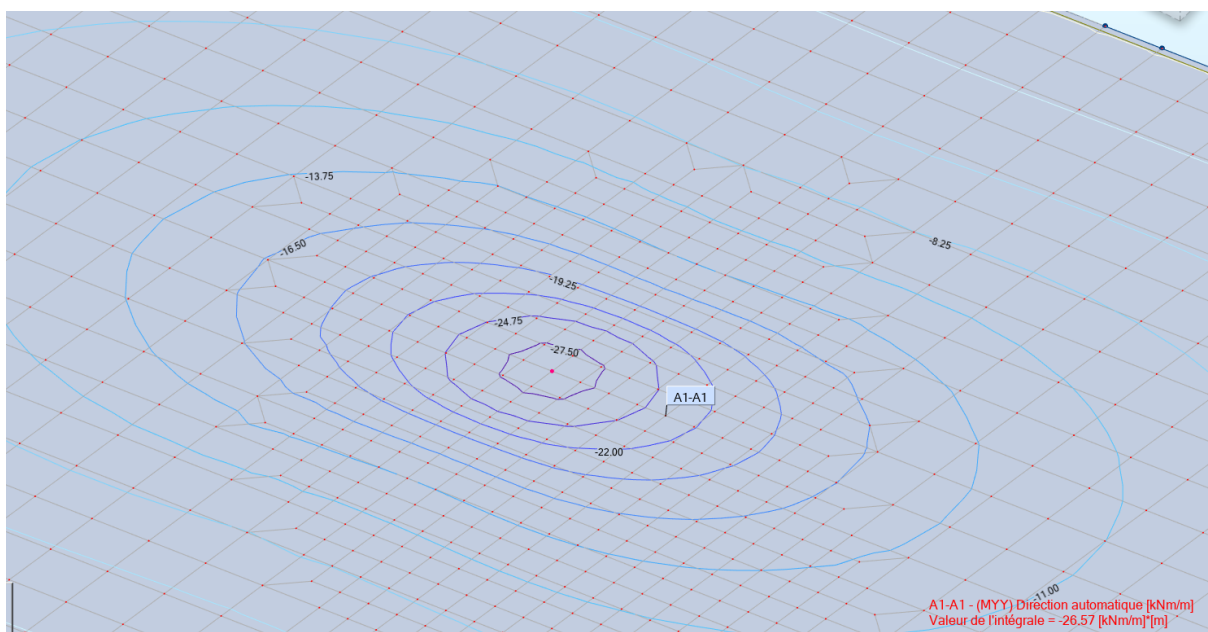 -13.75
-16.50
-8.25
-19.25
-24.75
-27.50
A1-A1
-22.00
-11.00
A1-A1 - (MYY) Direction automatique [kNm/m]
Valeur de l'intégrale = -26.57 [kNm/m]*[m]